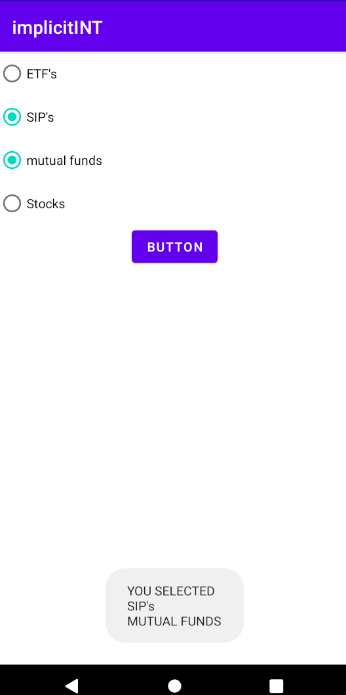 implicitINT
ETF's
SIP's
mutual funds
Stocks
BUTTON
YOU SELECTED
SIP's
MUTUAL FUNDS